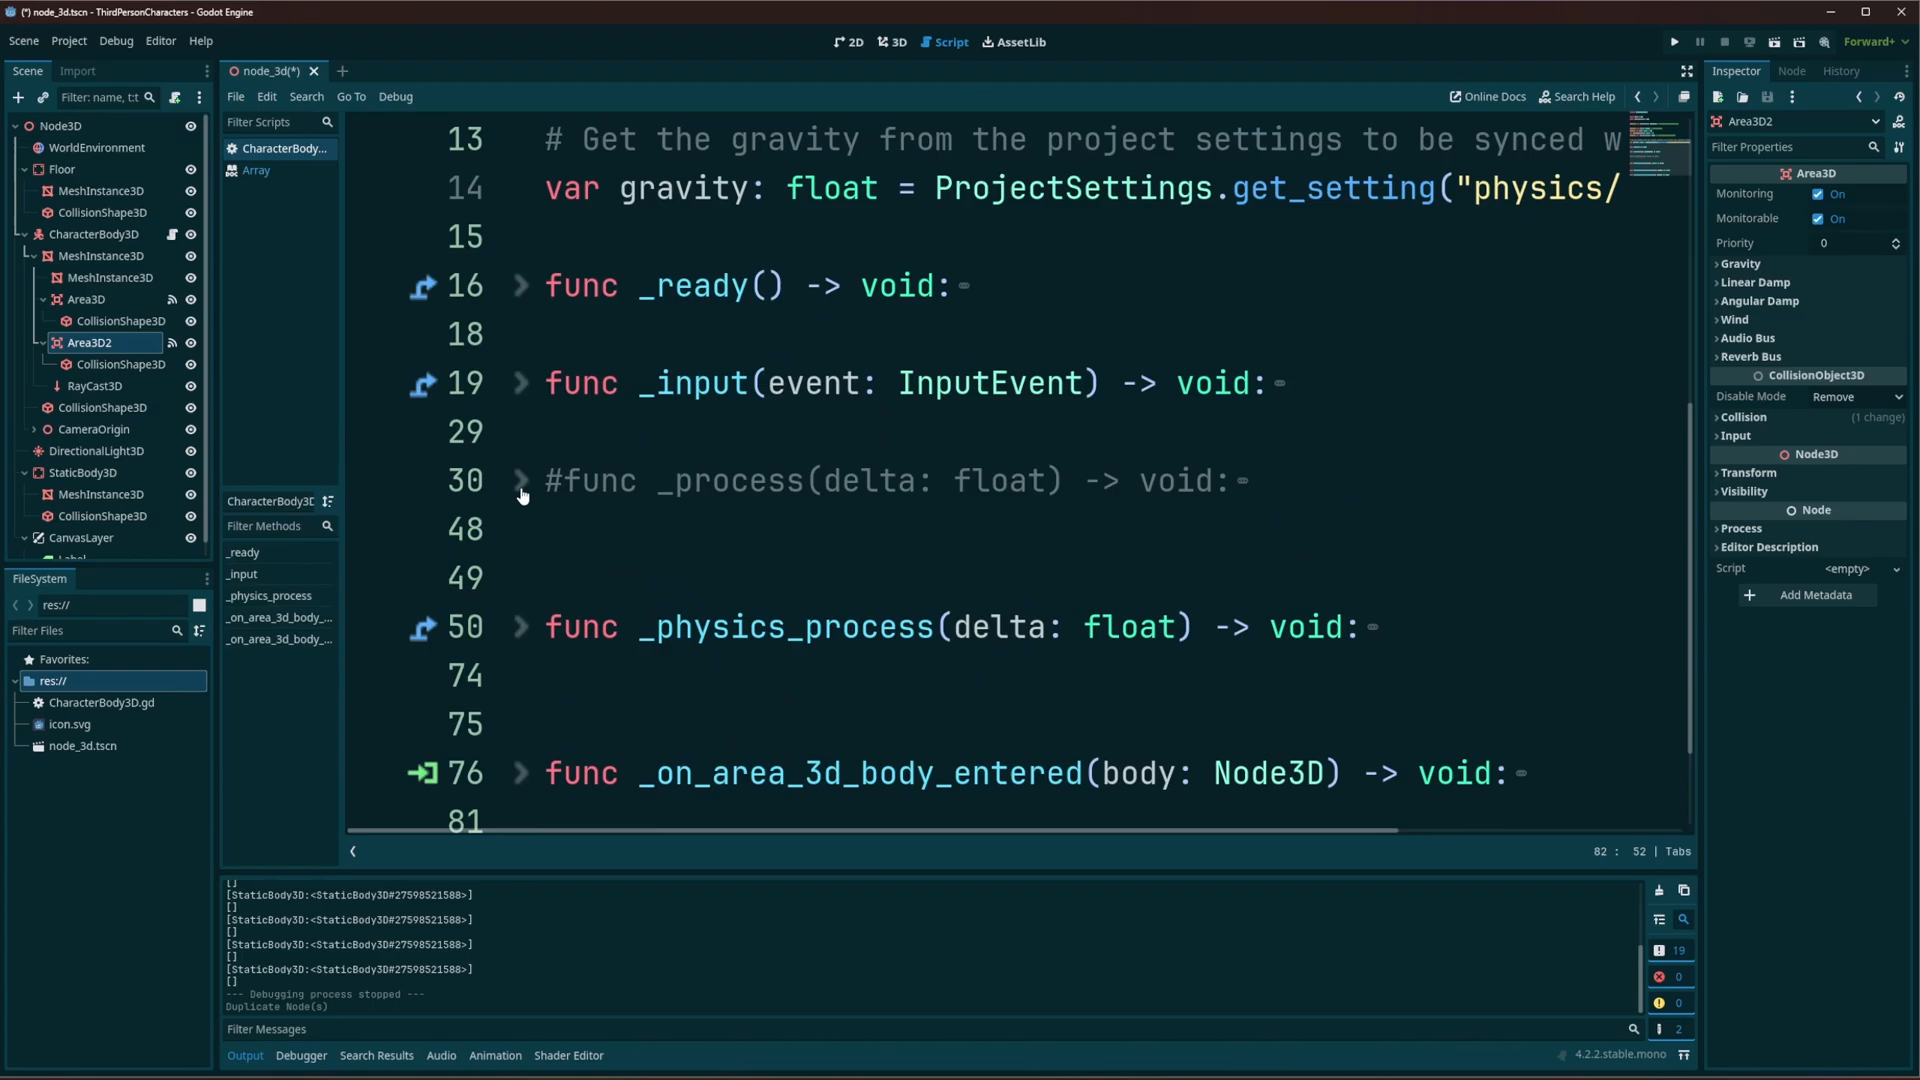 (*) node_3d.tscn - ThirdPersonCharacters - Godot Engine
Scene Project Debug Editor Help
2D 3D Script AssetLib
Forward+
Scene Import
Filter: name, t:t
Node3D
WorldEnvironment
Floor
MeshInstance3D
CollisionShape3D
CharacterBody3D
MeshInstance3D
MeshInstance3D
Area3D
CollisionShape3D
Area3D2
CollisionShape3D
RayCast3D
CollisionShape3D
CameraOrigin
DirectionalLight3D
StaticBody3D
MeshInstance3D
CollisionShape3D
CanvasLayer
FileSystem
res://
Filter Files
Favorites:
res://
CharacterBody3D.gd
icon.svg
node_3d.tscn
node_3d(*)
File Edit Search Go To Debug
Online Docs Search Help
Filter Scripts
CharacterBody...
Array
CharacterBody3D
Filter Methods
_ready
_input
_physics_process
_on_area_3d_body_...
_on_area_3d_body_...
13 # Get the gravity from the project settings to be synced w
14 var gravity: float = ProjectSettings.get_setting("physics/
15
16 func _ready() -> void:
18
19 func _input(event: InputEvent) -> void:
29
30 #func _process(delta: float) -> void:
48
49
50 func _physics_process(delta: float) -> void:
74
75
76 func _on_area_3d_body_entered(body: Node3D) -> void:
81
82 : 52 | Tabs
[]
[StaticBody3D:<StaticBody3D#27598521588>]
[]
[StaticBody3D:<StaticBody3D#27598521588>]
[]
[StaticBody3D:<StaticBody3D#27598521588>]
[]
[StaticBody3D:<StaticBody3D#27598521588>]
[]
--- Debugging process stopped ---
Duplicate Node(s)
Filter Messages
19
0
0
2
Output Debugger Search Results Audio Animation Shader Editor
4.2.2.stable.mono
Inspector Node History
Area3D2
Filter Properties
Area3D
Monitoring On
Monitorable On
Priority 0
Gravity
Linear Damp
Angular Damp
Wind
Audio Bus
Reverb Bus
CollisionObject3D
Disable Mode Remove
Collision (1 change)
Input
Node3D
Transform
Visibility
Node
Process
Editor Description
Script <empty>
Add Metadata